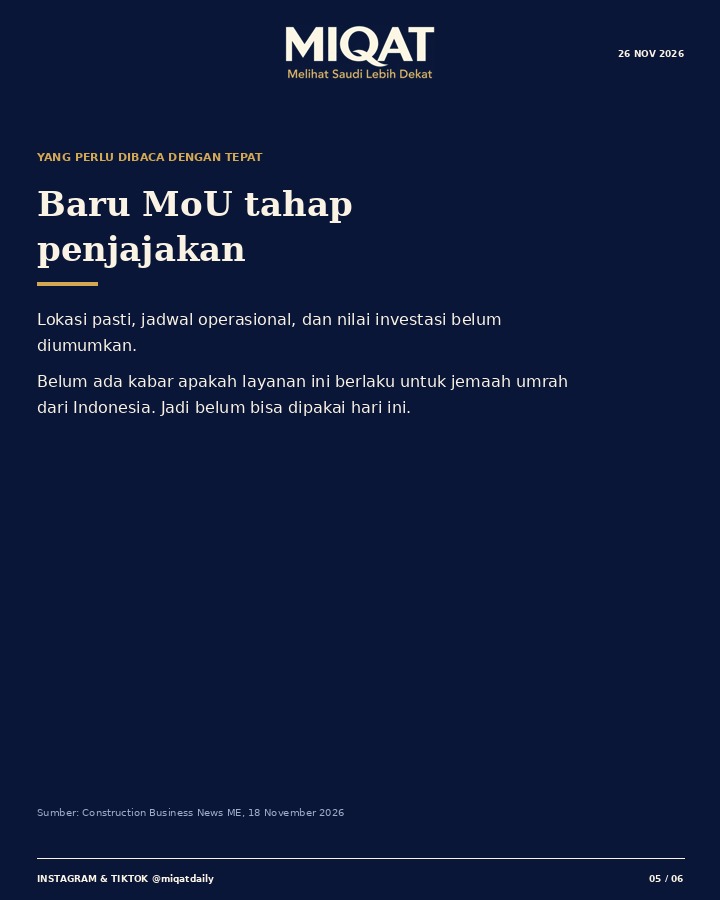 MIQAT
Melihat Saudi Lebih Dekat
26 NOV 2026
YANG PERLU DIBACA DENGAN TEPAT
Baru MoU tahap
penjajakan
Lokasi pasti, jadwal operasional, dan nilai investasi belum
diumumkan.
Belum ada kabar apakah layanan ini berlaku untuk jemaah umrah
dari Indonesia. Jadi belum bisa dipakai hari ini.
Sumber: Construction Business News ME, 18 November 2026
INSTAGRAM & TIKTOK @miqatdaily
05 / 06